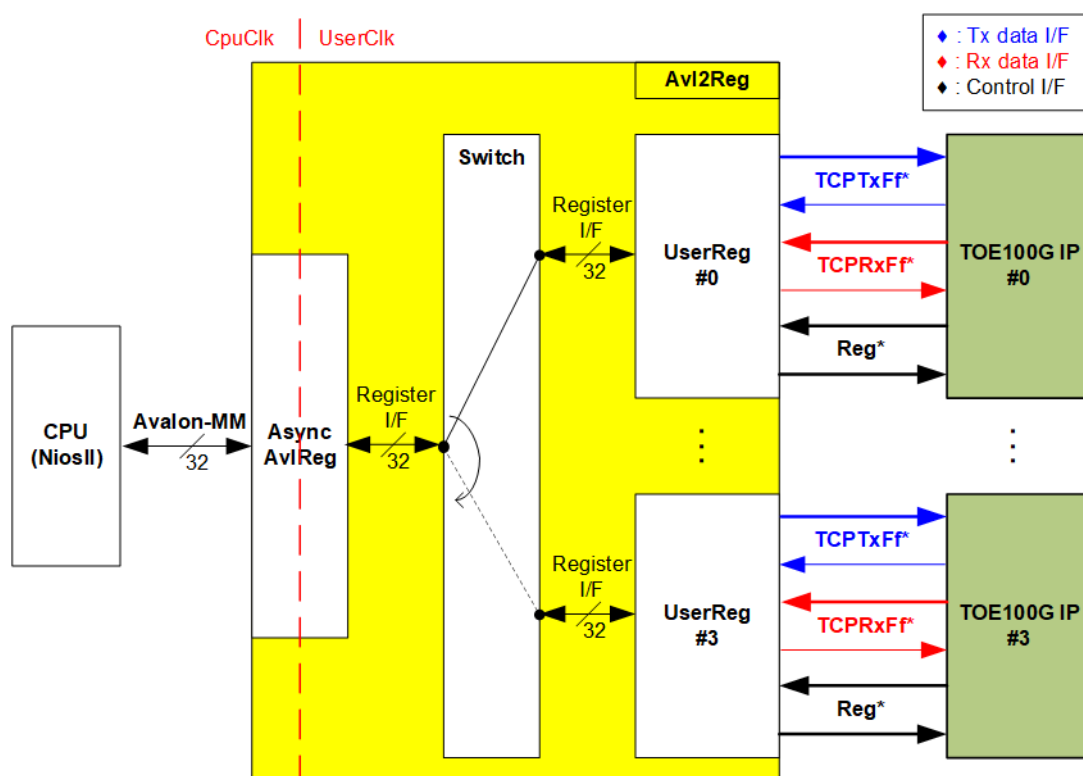 CpuClk
UserClk
♦ : Tx data I/F
♦ : Rx data I/F
♦ : Control I/F
Avl2Reg
Switch
Register
I/F
32
UserReg
#0
TCPTxFf*
TCPRxFf*
Reg*
TOE100G IP
#0
CPU
(NiosII)
Avalon-MM
32
Async
AvlReg
Register
I/F
32
Register
I/F
32
UserReg
#3
TCPTxFf*
TCPRxFf*
Reg*
TOE100G IP
#3